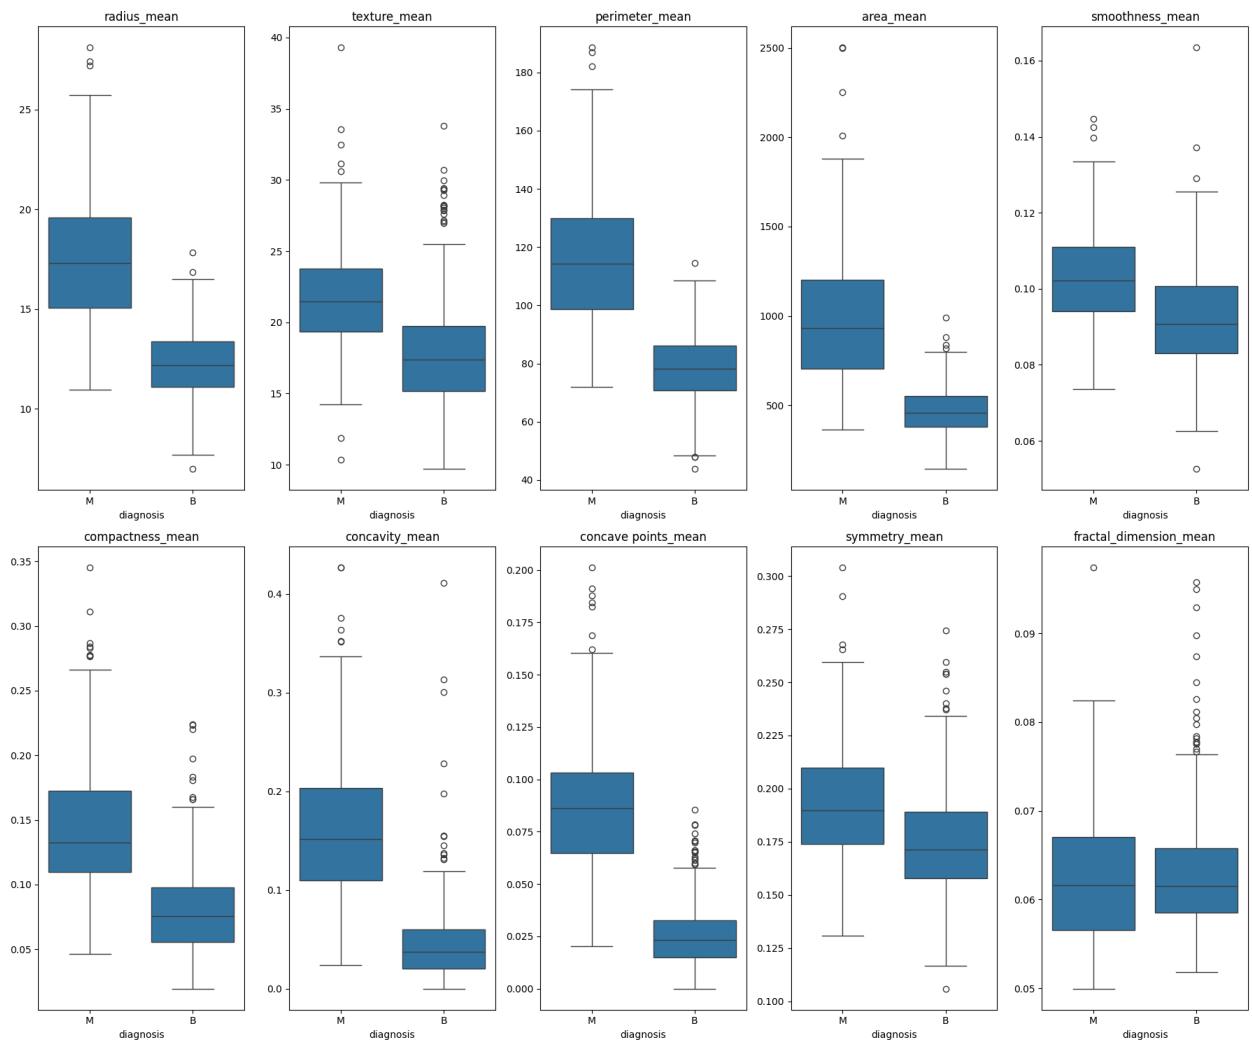 radius_mean
25
20
15
10
M B
diagnosis
texture_mean
40
35
30
25
20
15
10
M B
diagnosis
perimeter_mean
180
160
140
120
100
80
60
40
M B
diagnosis
area_mean
2500
2000
1500
1000
500
M B
diagnosis
smoothness_mean
0.16
0.14
0.12
0.10
0.08
0.06
M B
diagnosis
compactness_mean
0.35
0.30
0.25
0.20
0.15
0.10
0.05
M B
diagnosis
concavity_mean
0.4
0.3
0.2
0.1
0.0
M B
diagnosis
concave points_mean
0.200
0.175
0.150
0.125
0.100
0.075
0.050
0.025
0.000
M B
diagnosis
symmetry_mean
0.300
0.275
0.250
0.225
0.200
0.175
0.150
0.125
0.100
M B
diagnosis
fractal_dimension_mean
0.09
0.08
0.07
0.06
0.05
M B
diagnosis